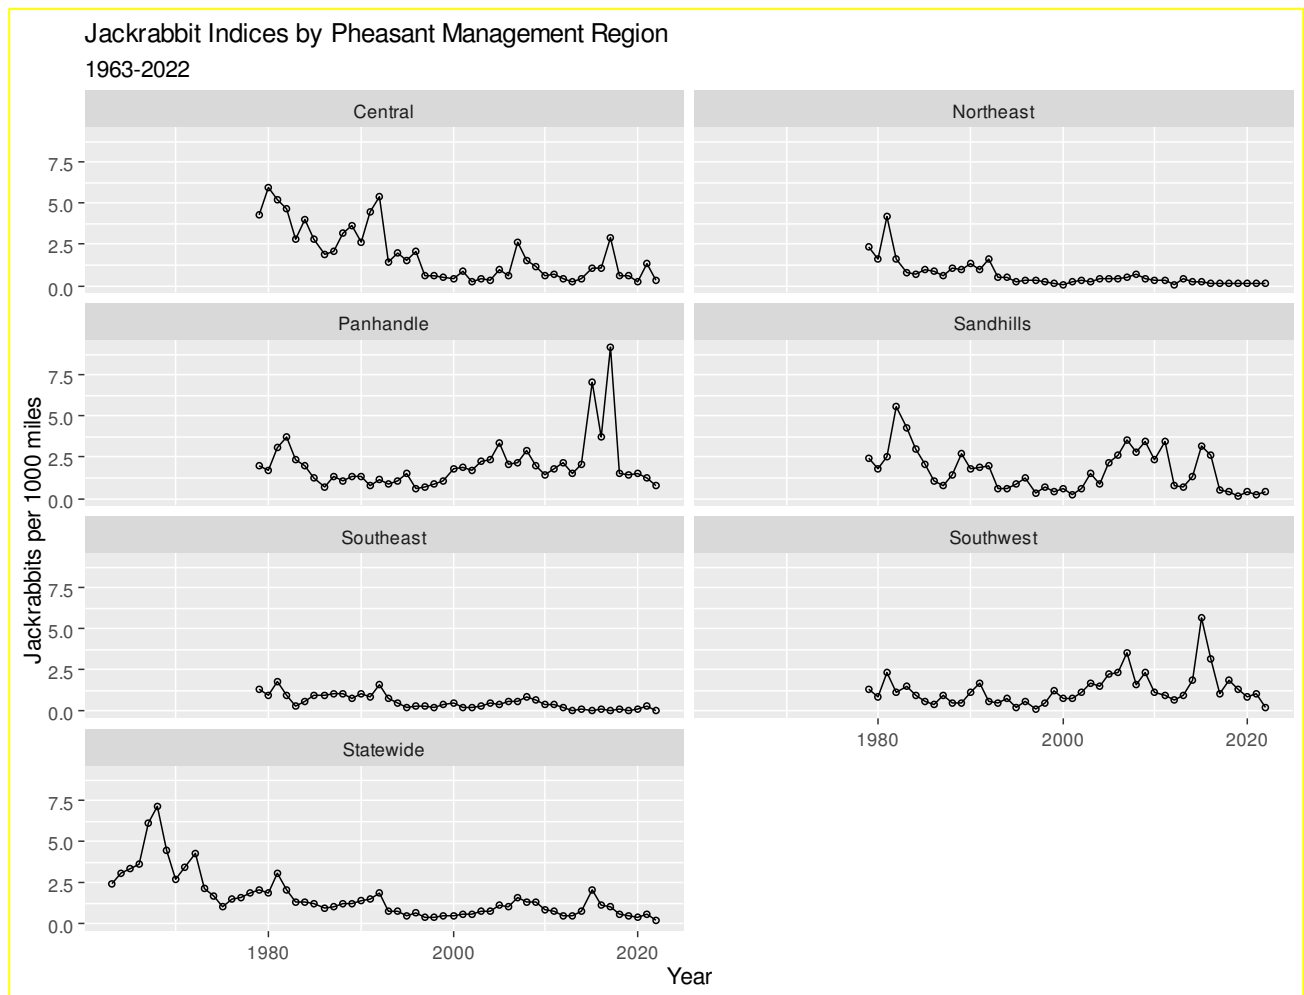 Jackrabbit Indices by Pheasant Management Region
1963-2022
Central
Northeast
7.5
5.0
2.5
0.0
Panhandle
Sandhills
7.5
5.0
2.5
0.0
Jackrabbits per 1000 miles
Southeast
Southwest
7.5
5.0
2.5
0.0
1980
2000
2020
Statewide
7.5
5.0
2.5
0.0
1980
2000
2020
Year